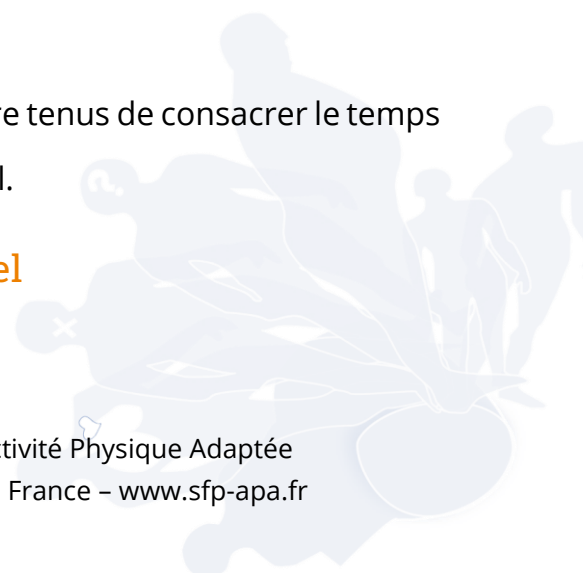 re tenus de consacrer le temps
l.
el
ctivité Physique Adaptée
France – www.sfp-apa.fr